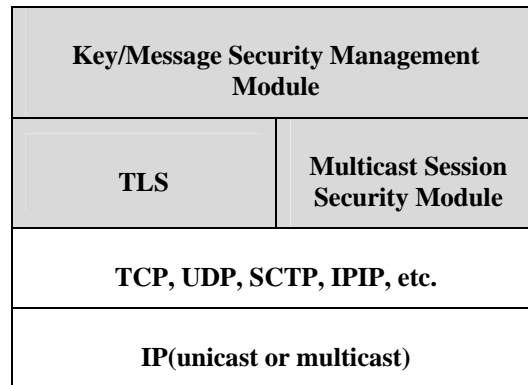 Key/Message Security Management
Module
TLS
Multicast Session
Security Module
TCP, UDP, SCTP, IPIP, etc.
IP(unicast or multicast)